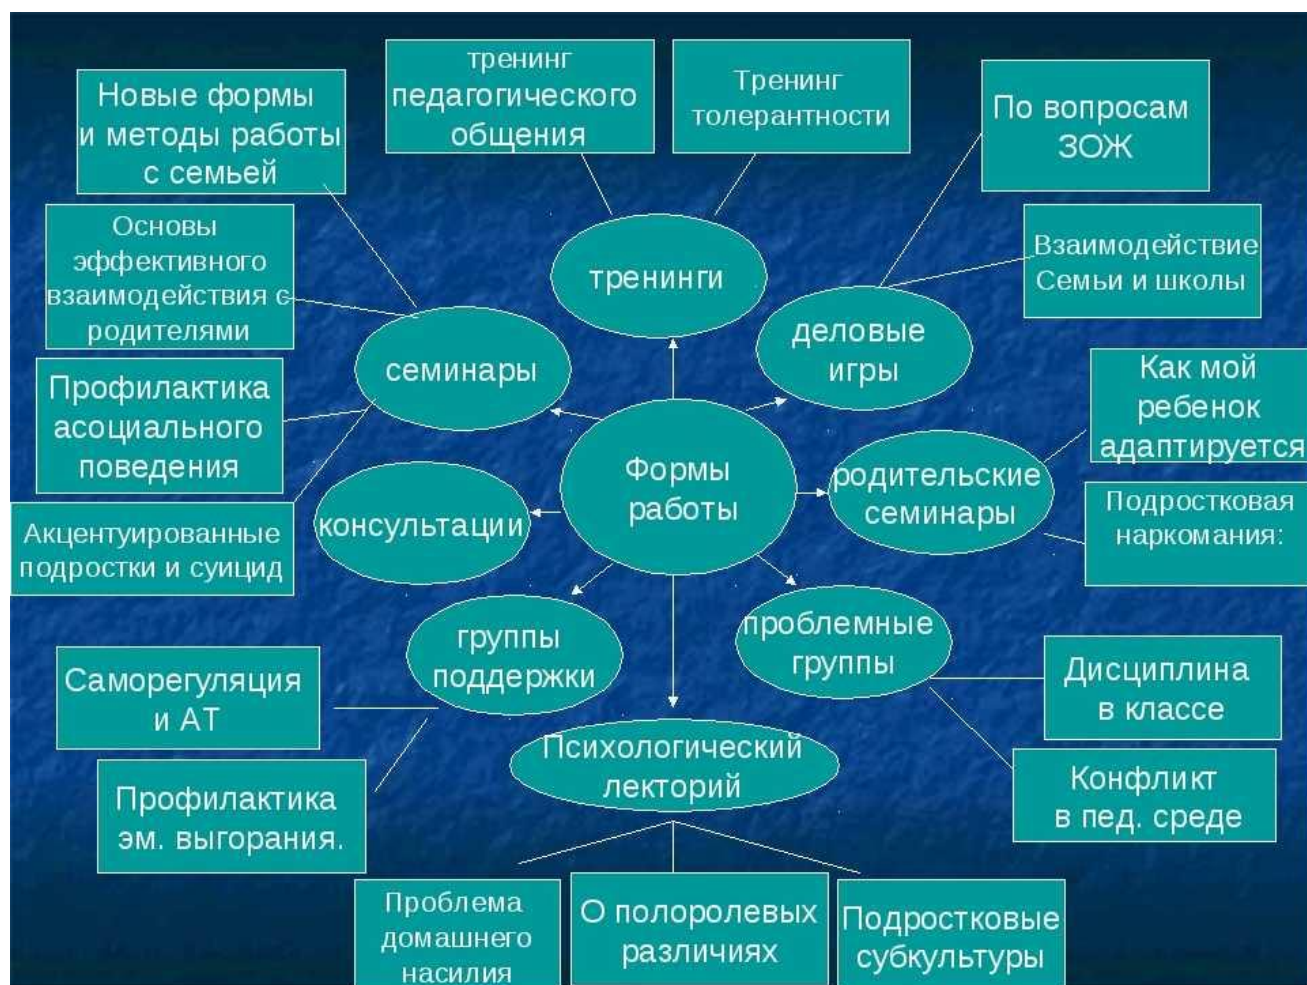 тренинг
педагогического
общения
Тренинг
толерантности
Новые формы
и методы работы
с семьей
По вопросам
ЗОЖ
Основы
эффективного
взаимодействия с
родителями
Взаимодействие
Семьи и школы
тренинги
деловые
игры
семинары
Профилактика
асоциального
поведения
Как мой
ребенок
адаптируется
Формы
работы
родительские
семинары
консультации
Подростковая
наркомания:
Акцентуированные
подростки и суицид
группы
поддержки
проблемные
группы
Саморегуляция
и АТ
Дисциплина
в классе
Психологический
лекторий
Профилактика
эм. выгорания.
Конфликт
в пед. среде
Проблема
домашнего
насилия
О полоролевых
различиях
Подростковые
субкультуры